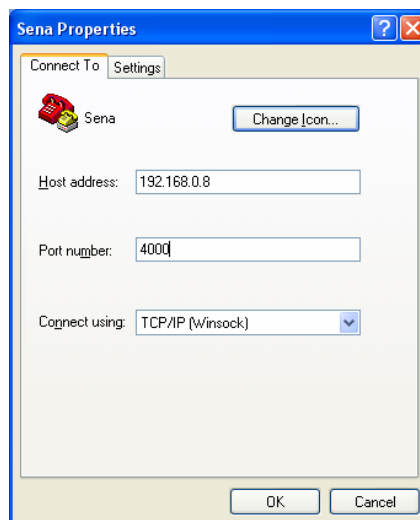 Sena Properties
Connect To
Settings
Sena
Change Icon...
Host address: 192.168.0.8
Port number: 4000
Connect using: TCP/IP (Winsock)
OK
Cancel